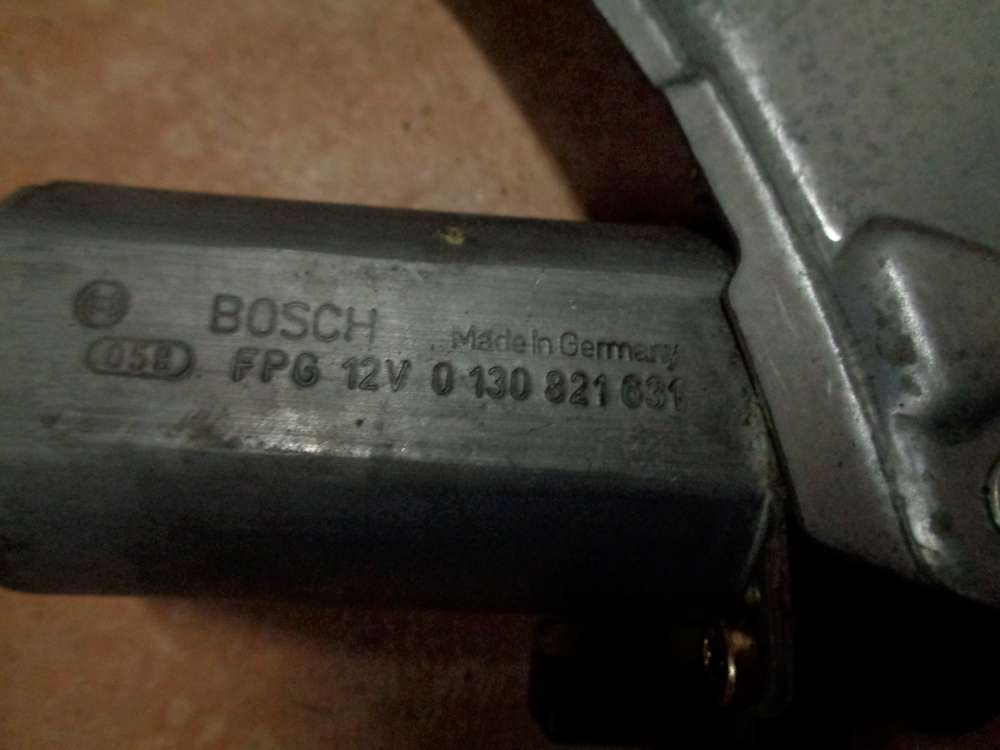 BOSCH
Made in Germany
058 FPG 12V 0 130 821 631